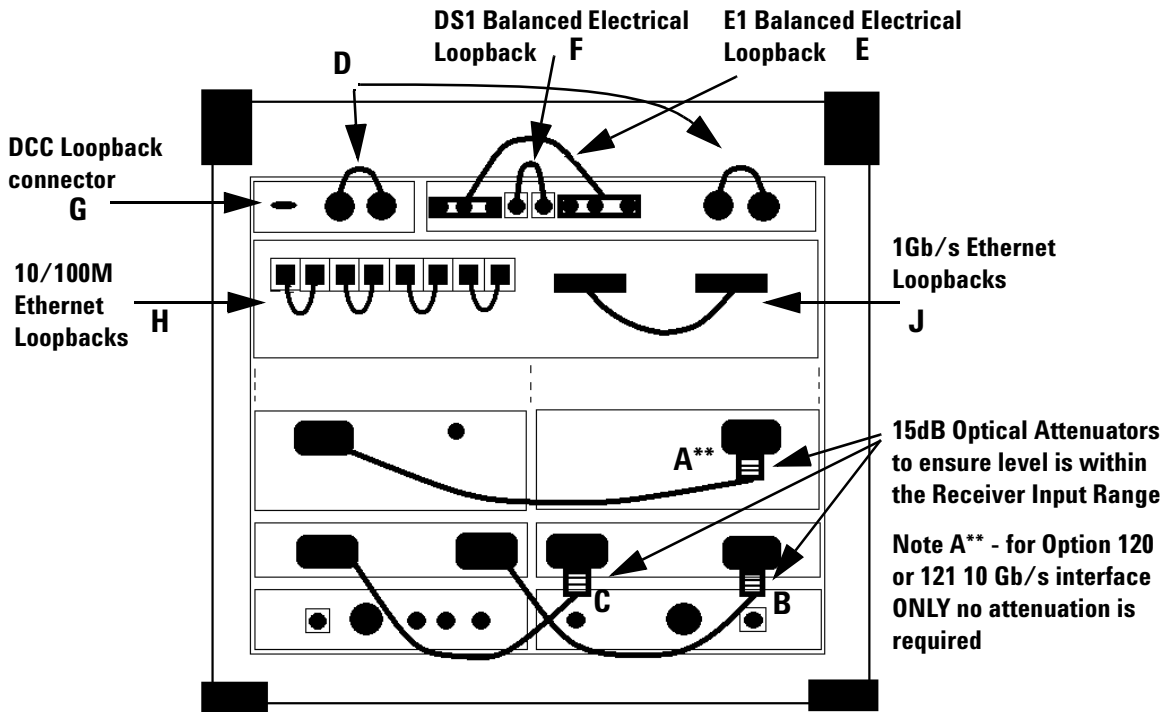 DS1 Balanced Electrical
Loopback F
E1 Balanced Electrical
Loopback E
D
DCC Loopback
connector
G
10/100M
Ethernet
Loopbacks
H
1Gb/s Ethernet
Loopbacks
J
A**
15dB Optical Attenuators
to ensure level is within
the Receiver Input Range
Note A** - for Option 120
or 121 10 Gb/s interface
ONLY no attenuation is
required
C
B